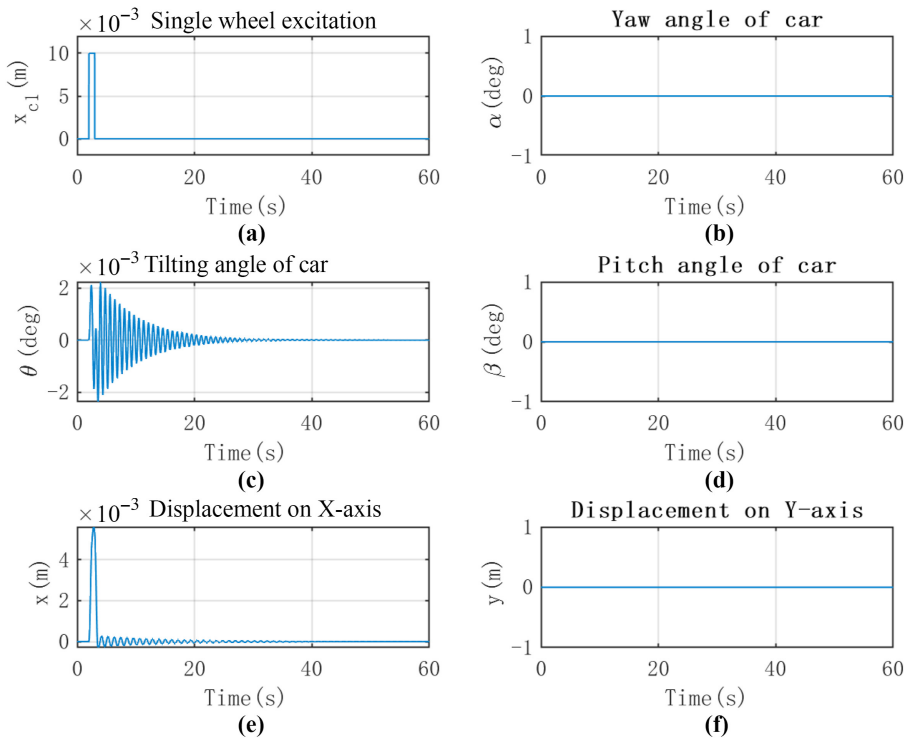 × 10⁻³ Single wheel excitation
10
5
0
x_c1 (m)
0 20 40 60
Time(s)
(a)
Yaw angle of car
1
0
-1
α(deg)
0 20 40 60
Time(s)
(b)
× 10⁻³ Tilting angle of car
2
0
-2
θ(deg)
0 20 40 60
Time(s)
(c)
Pitch angle of car
1
0
-1
β(deg)
0 20 40 60
Time(s)
(d)
× 10⁻³ Displacement on X-axis
4
2
0
x(m)
0 20 40 60
Time(s)
(e)
Displacement on Y-axis
1
0
-1
y(m)
0 20 40 60
Time(s)
(f)